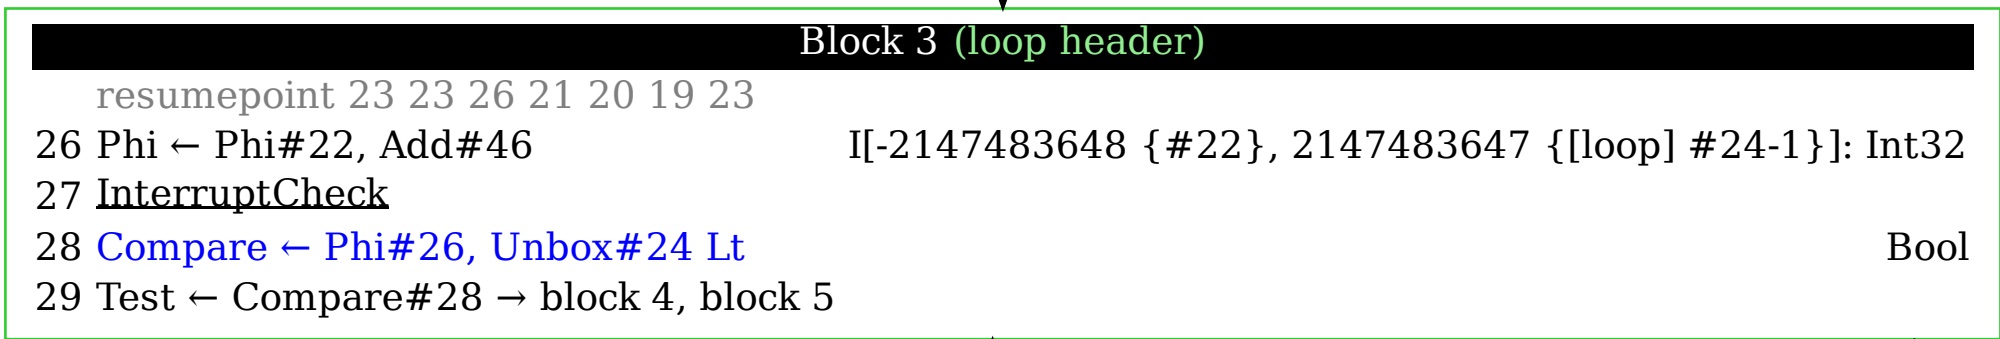 Block 3 (loop header)
resumepoint 23 23 26 21 20 19 23
26 Phi ← Phi#22, Add#46 I[-2147483648 {#22}, 2147483647 {[loop] #24-1}]: Int32
27 InterruptCheck
28 Compare ← Phi#26, Unbox#24 Lt Bool
29 Test ← Compare#28 → block 4, block 5